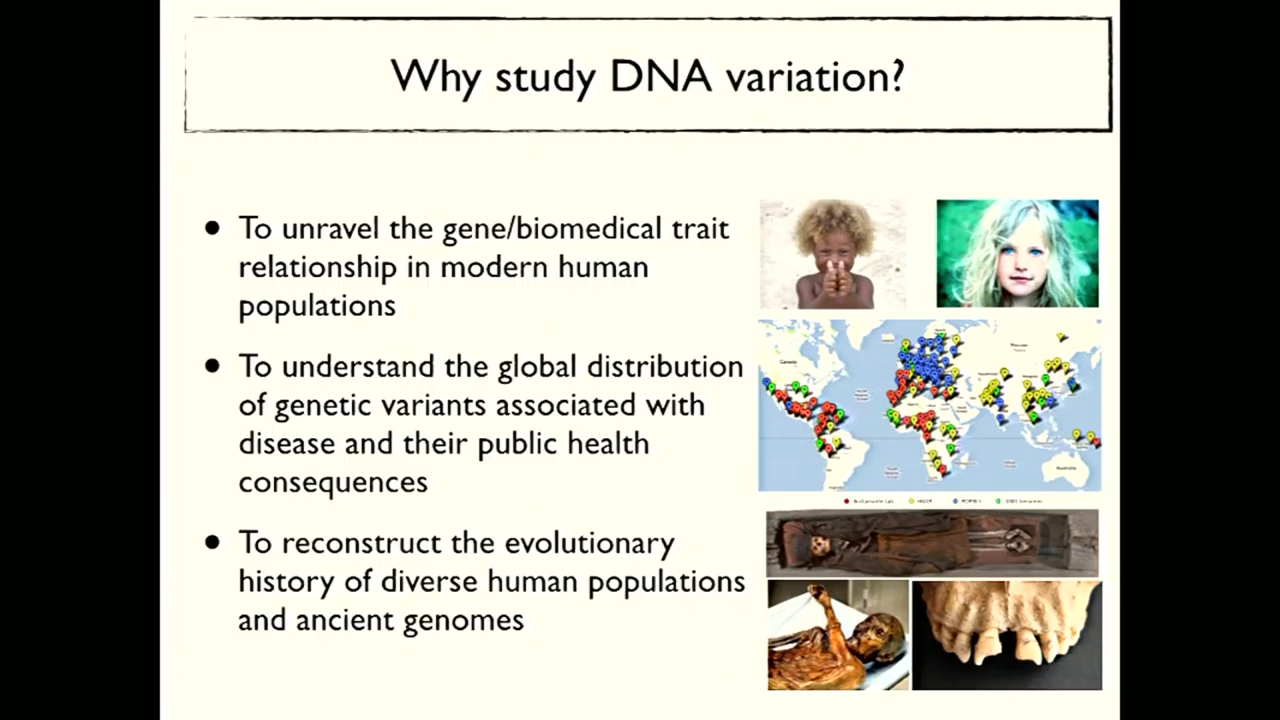 Why study DNA variation?
• To unravel the gene/biomedical trait
relationship in modern human
populations
• To understand the global distribution
of genetic variants associated with
disease and their public health
consequences
• To reconstruct the evolutionary
history of diverse human populations
and ancient genomes
Canada
Australia